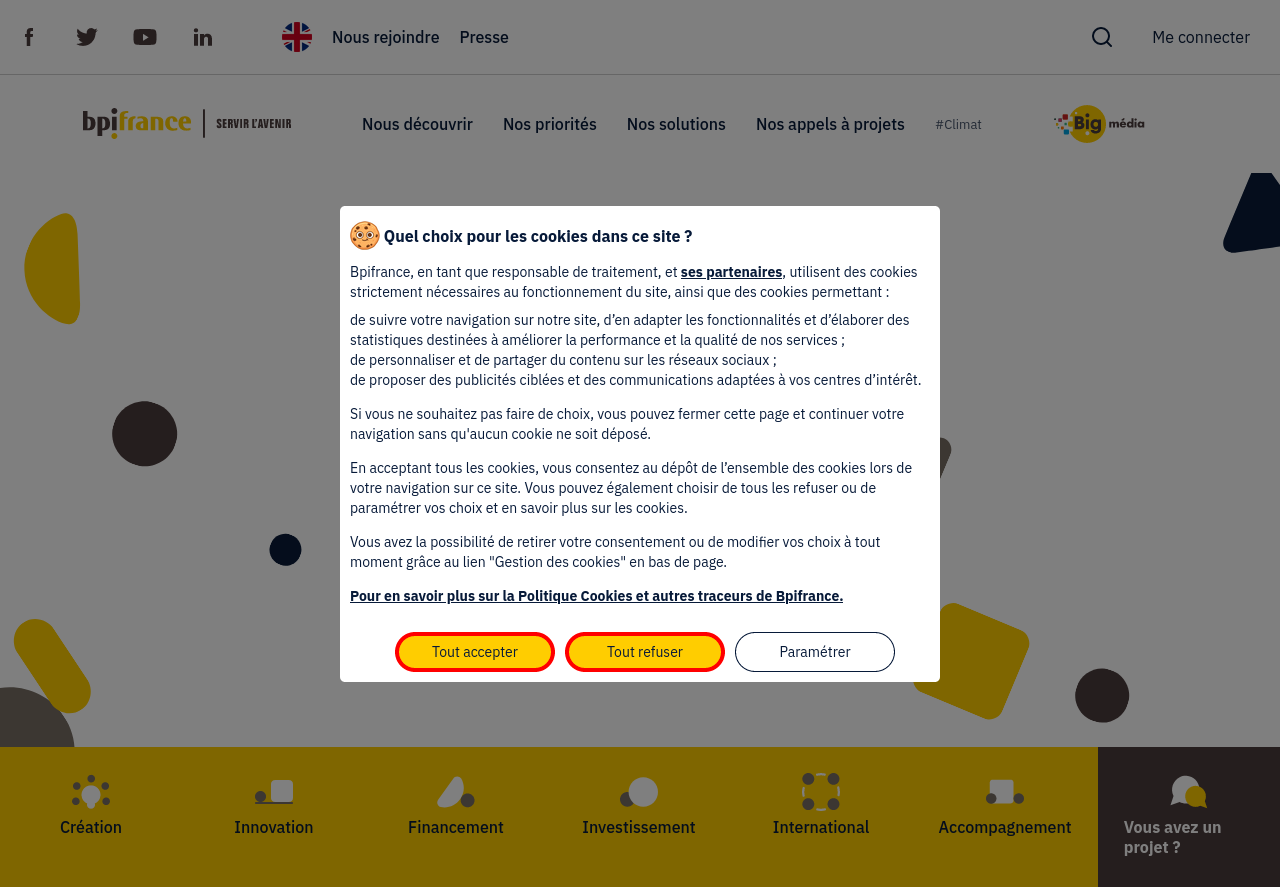 Nous rejoindre Presse Me connecter
bpifrance SERVIR L'AVENIR Nous découvrir Nos priorités Nos solutions Nos appels à projets #Climat Big média
Quel choix pour les cookies dans ce site ?
Bpifrance, en tant que responsable de traitement, et ses partenaires, utilisent des cookies
strictement nécessaires au fonctionnement du site, ainsi que des cookies permettant :
de suivre votre navigation sur notre site, d’en adapter les fonctionnalités et d’élaborer des
statistiques destinées à améliorer la performance et la qualité de nos services ;
de personnaliser et de partager du contenu sur les réseaux sociaux ;
de proposer des publicités ciblées et des communications adaptées à vos centres d’intérêt.
Si vous ne souhaitez pas faire de choix, vous pouvez fermer cette page et continuer votre
navigation sans qu'aucun cookie ne soit déposé.
En acceptant tous les cookies, vous consentez au dépôt de l’ensemble des cookies lors de
votre navigation sur ce site. Vous pouvez également choisir de tous les refuser ou de
paramétrer vos choix et en savoir plus sur les cookies.
Vous avez la possibilité de retirer votre consentement ou de modifier vos choix à tout
moment grâce au lien "Gestion des cookies" en bas de page.
Pour en savoir plus sur la Politique Cookies et autres traceurs de Bpifrance.
Tout accepter Tout refuser Paramétrer
Création Innovation Financement Investissement International Accompagnement Vous avez un
projet ?